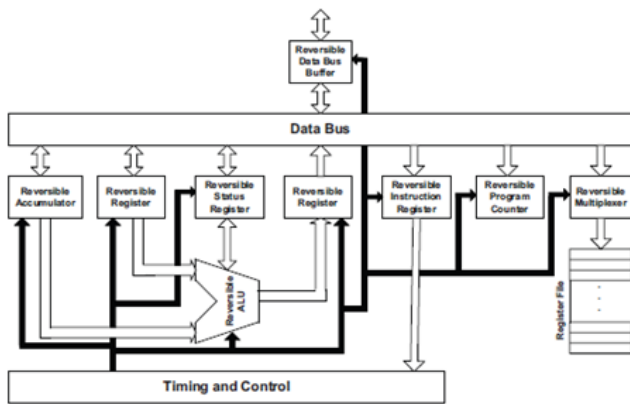 Reversible
Data Bus
Buffer
Data Bus
Reversible
Accumulator
Reversible
Register
Reversible
Status
Register
Reversible
Register
Reversible
Instruction
Register
Reversible
Program
Counter
Reversible
Multiplexer
Reversible
ALU
Register File
Timing and Control